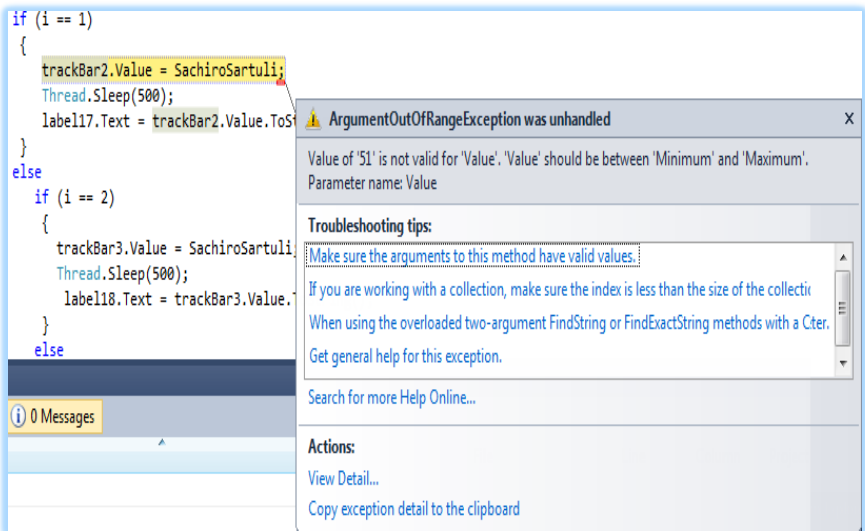 if (i == 1)
{
trackBar2.Value = SachiroSartuli;
Thread.Sleep(500);
label17.Text = trackBar2.Value.ToSt
}
else
if (i == 2)
{
trackBar3.Value = SachiroSartuli;
Thread.Sleep(500);
label18.Text = trackBar3.Value.
}
else
0 Messages
ArgumentOutOfRangeException was unhandled
X
Value of '51' is not valid for 'Value'. 'Value' should be between 'Minimum' and 'Maximum'.
Parameter name: Value
Troubleshooting tips:
Make sure the arguments to this method have valid values.
If you are working with a collection, make sure the index is less than the size of the collectio
When using the overloaded two-argument FindString or FindExactString methods with a C:ter.
Get general help for this exception.
Search for more Help Online...
Actions:
View Detail...
Copy exception detail to the clipboard